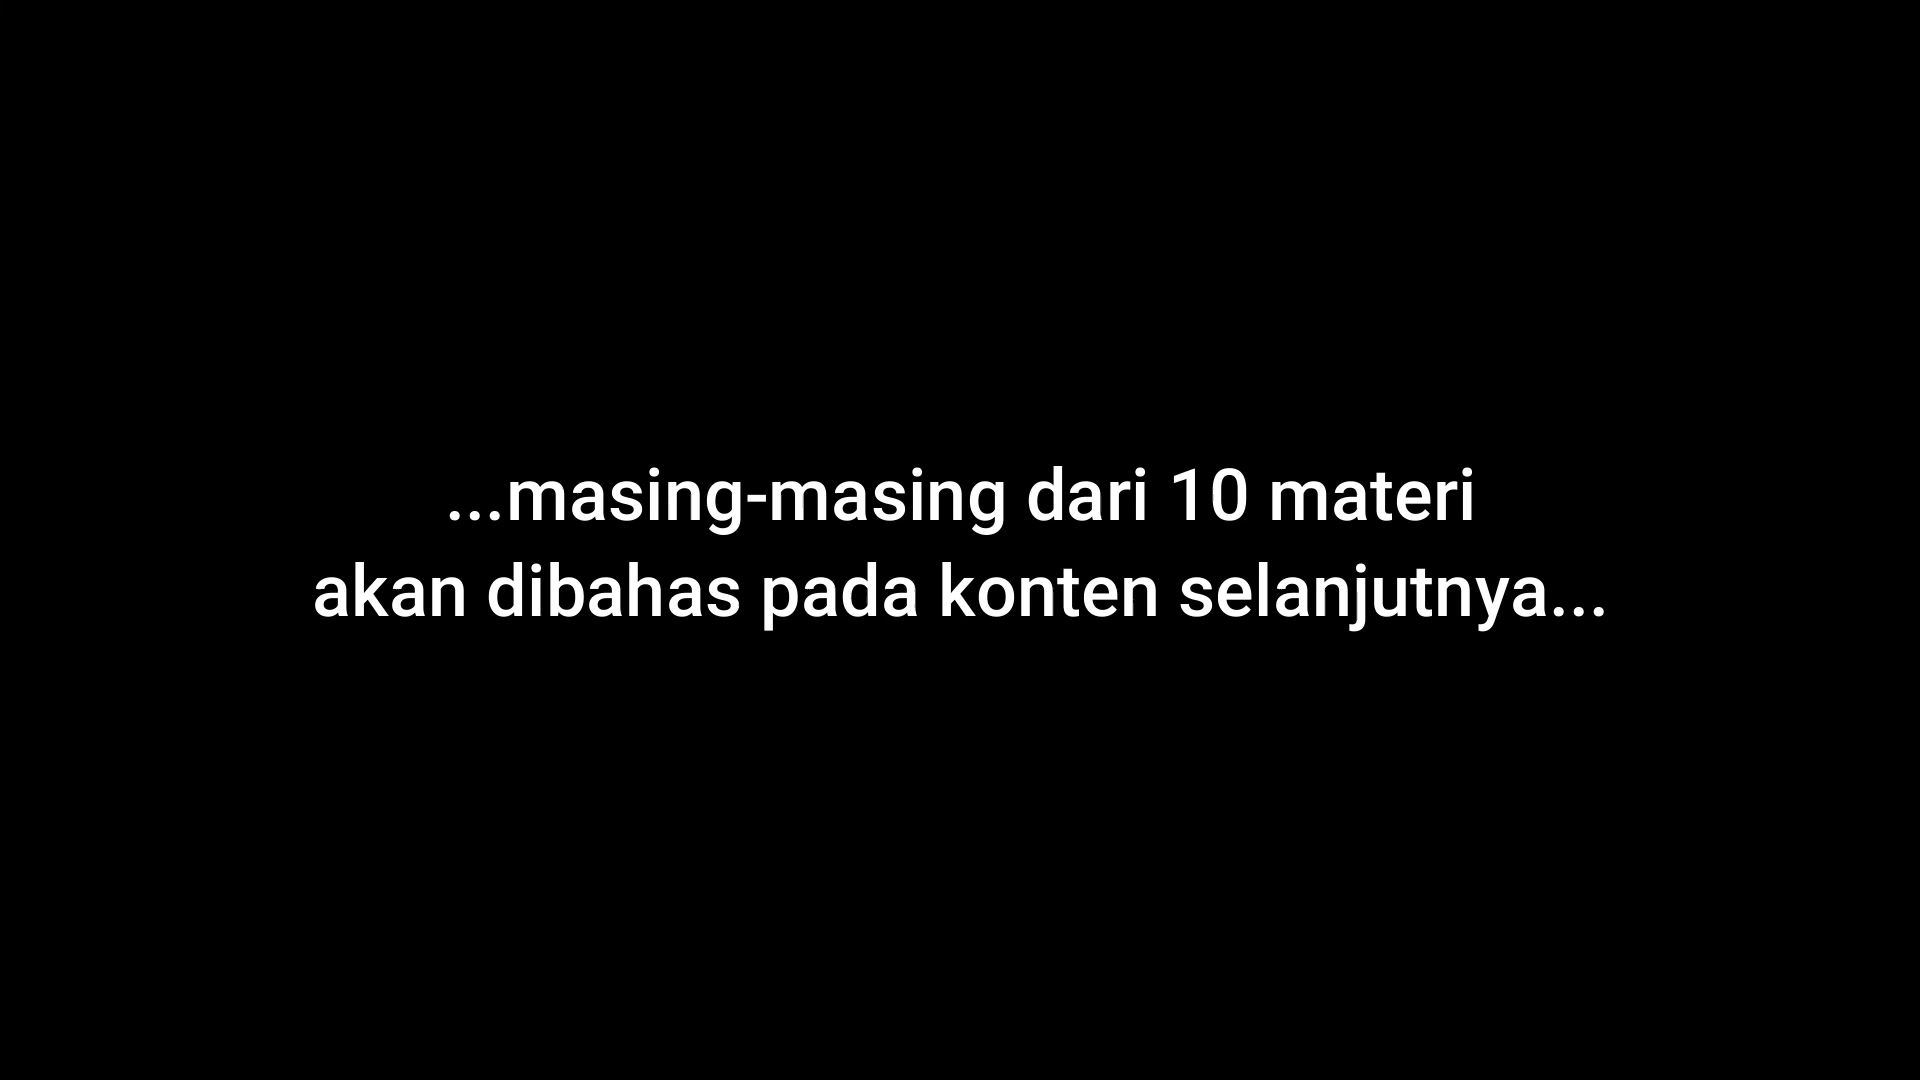 ...masing-masing dari 10 materi
akan dibahas pada konten selanjutnya...